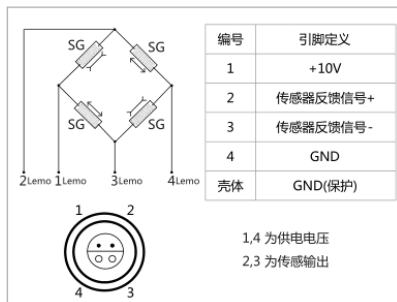 SG
SG
SG
SG
2Lemo 1Lemo 3Lemo 4Lemo
1 2
4 3
编号 引脚定义
1 +10V
2 传感器反馈信号+
3 传感器反馈信号-
4 GND
壳体 GND(保护)
1,4 为供电电压
2,3 为传感输出